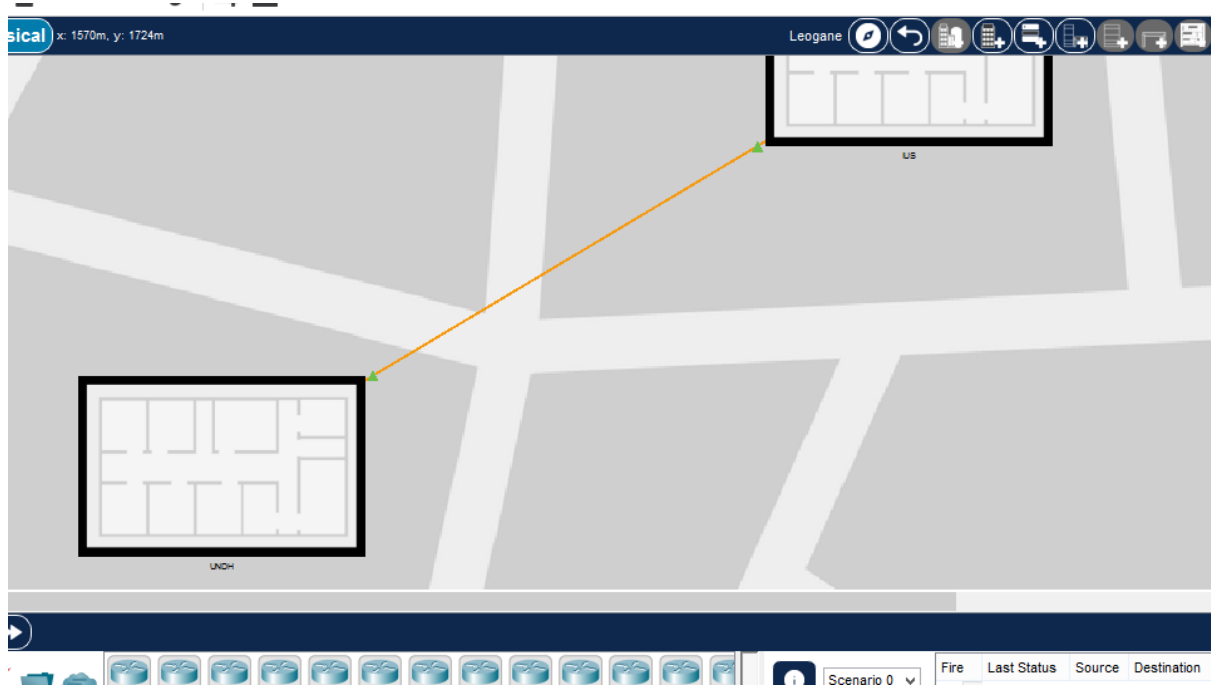 sical x: 1570m, y: 1724m
Leogane
IUS
UNDH
Scenario 0
Fire Last Status Source Destination